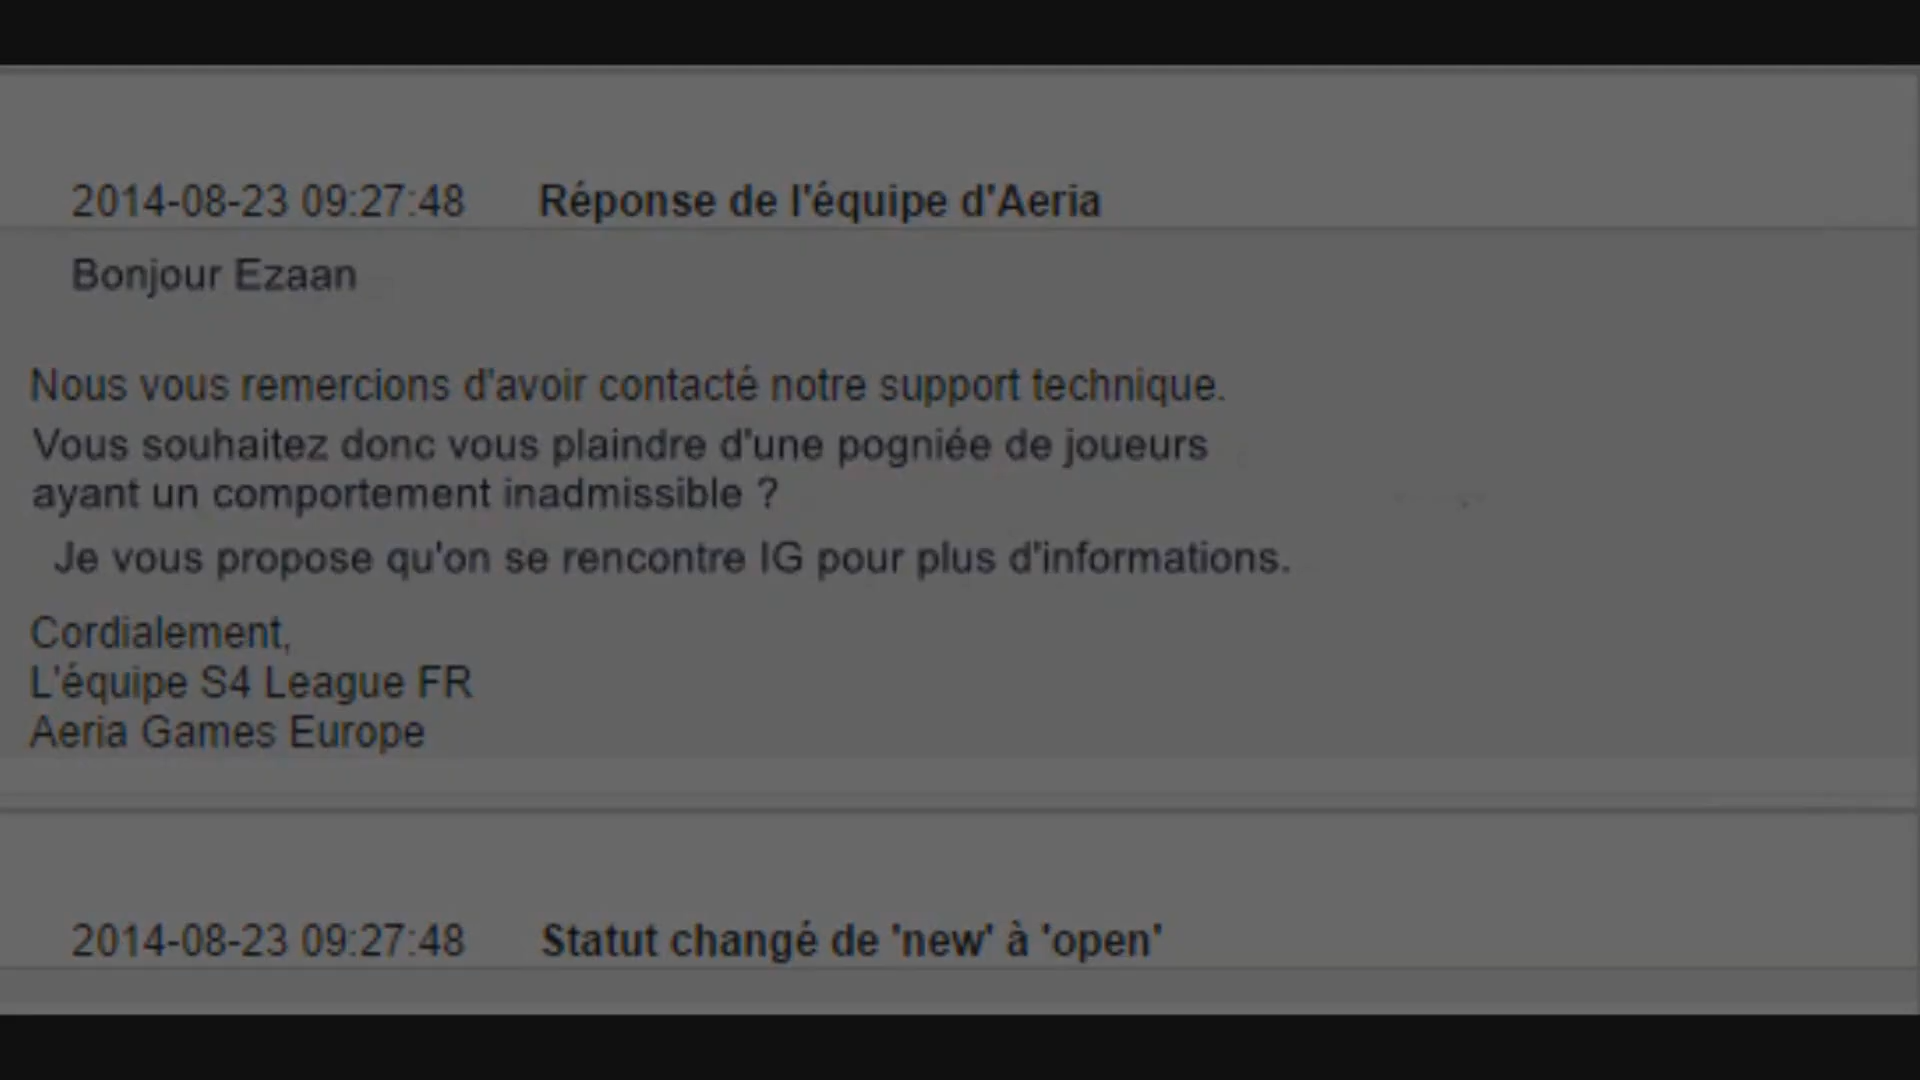 2014-08-23 09:27:48 Réponse de l'équipe d'Aeria
Bonjour Ezaan
Nous vous remercions d'avoir contacté notre support technique.
Vous souhaitez donc vous plaindre d'une pogniée de joueurs
ayant un comportement inadmissible ?
Je vous propose qu'on se rencontre IG pour plus d'informations.
Cordialement,
L'équipe S4 League FR
Aeria Games Europe
2014-08-23 09:27:48 Statut changé de 'new' à 'open'